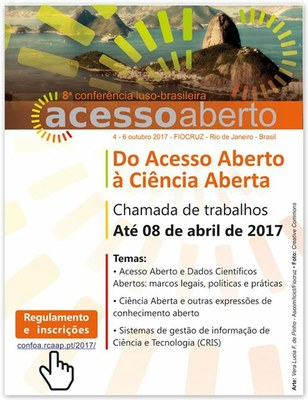 8ª conferência luso-brasileira
acessoaberto
4 - 6 outubro 2017 - FIOCRUZ - Rio de Janeiro - Brasil
Do Acesso Aberto
à Ciência Aberta
Chamada de trabalhos
Até 08 de abril de 2017
Temas:
• Acesso Aberto e Dados Científicos
Abertos: marcos legais, políticas e práticas
• Ciência Aberta e outras expressões de
conhecimento aberto
• Sistemas de gestão de informação de
Ciência e Tecnologia (CRIS)
Regulamento
e inscrições
confoa.rcaap.pt/2017/
Arte: Vera Lucia F. de Pinho - Ascom/Icict/Fiocruz • Foto: Creative Commons